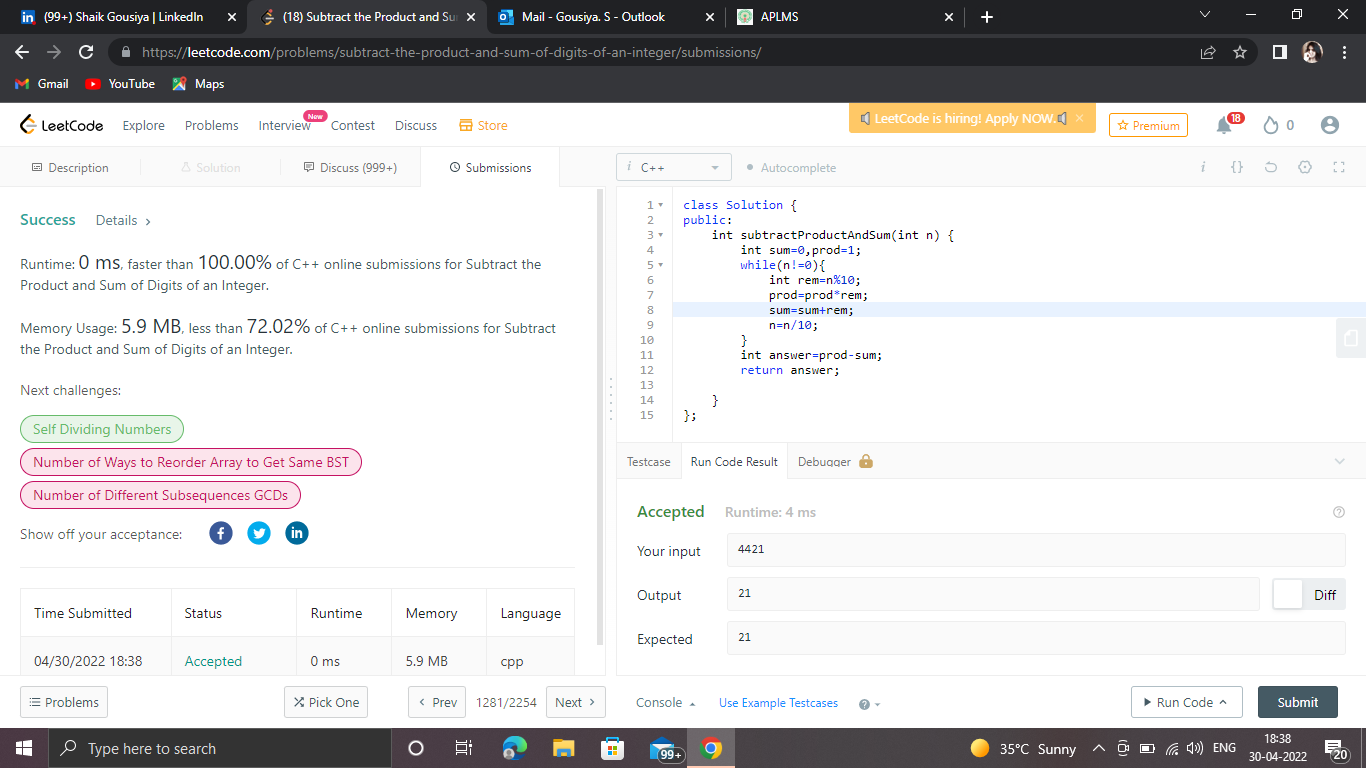 (99+) Shaik Gousiya | LinkedIn
(18) Subtract the Product and Su
Mail - Gousiya. S - Outlook
APLMS
https://leetcode.com/problems/subtract-the-product-and-sum-of-digits-of-an-integer/submissions/
Gmail YouTube Maps
LeetCode Explore Problems Interview New Contest Discuss Store
LeetCode is hiring! Apply NOW.
Premium 18 0
Description Solution Discuss (999+) Submissions
i C++ Autocomplete
Success Details
Runtime: 0 ms, faster than 100.00% of C++ online submissions for Subtract the
Product and Sum of Digits of an Integer.
Memory Usage: 5.9 MB, less than 72.02% of C++ online submissions for Subtract
the Product and Sum of Digits of an Integer.
Next challenges:
Self Dividing Numbers
Number of Ways to Reorder Array to Get Same BST
Number of Different Subsequences GCDs
Show off your acceptance:
Time Submitted Status Runtime Memory Language
04/30/2022 18:38 Accepted 0 ms 5.9 MB cpp
Problems Pick One Prev 1281/2254 Next
1 class Solution {
2 public:
3 int subtractProductAndSum(int n) {
4 int sum=0,prod=1;
5 while(n!=0){
6 int rem=n%10;
7 prod=prod*rem;
8 sum=sum+rem;
9 n=n/10;
10 }
11 int answer=prod-sum;
12 return answer;
13
14 }
15 };
Testcase Run Code Result Debugger
Accepted Runtime: 4 ms
Your input 4421
Output 21 Diff
Expected 21
Console Use Example Testcases Run Code Submit
Type here to search
99+
35°C Sunny ENG
18:38
30-04-2022
20